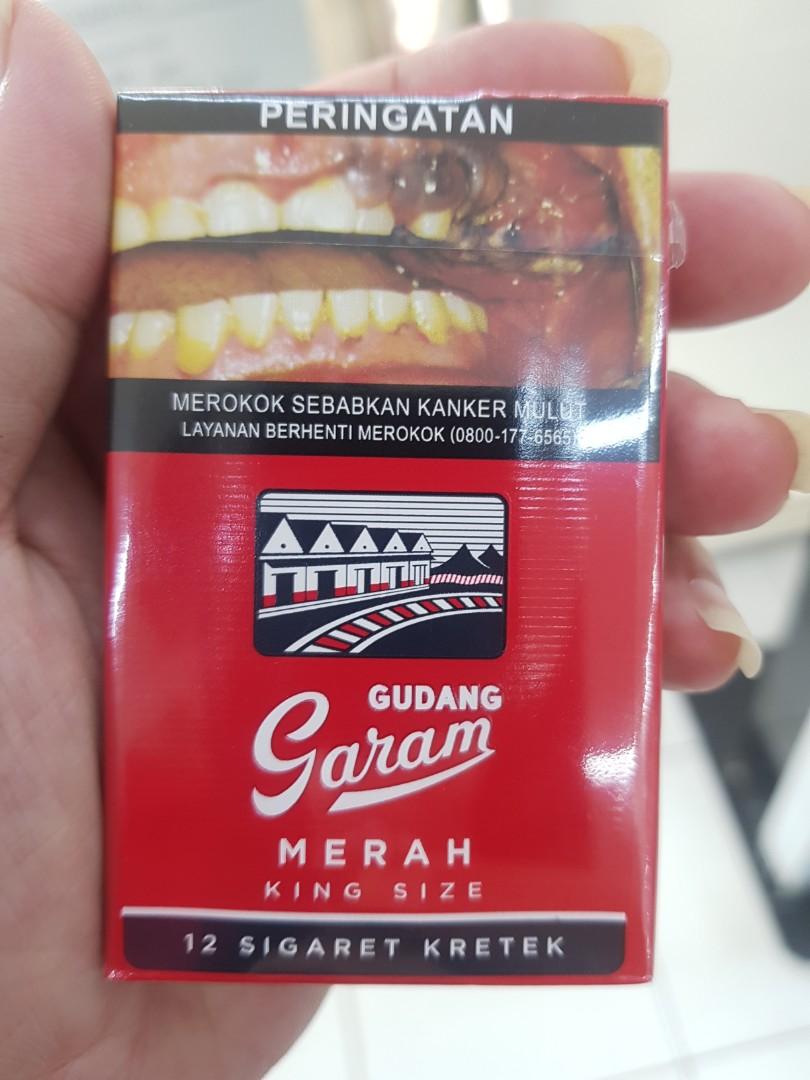 PERINGATAN
MEROKOK SEBABKAN KANKER MULUT
LAYANAN BERHENTI MEROKOK (0800-177-6565)
GUDANG
Garam
MERAH
KING SIZE
12 SIGARET KRETEK